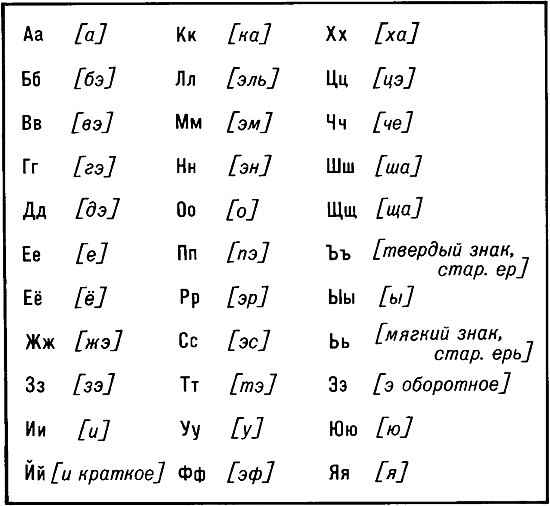 Аа [а]
Бб [бэ]
Вв [вэ]
Гг [гэ]
Дд [дэ]
Ее [е]
Её [ё]
Жж [жэ]
Зз [зэ]
Ии [и]
Йй [и краткое]
Кк [ка]
Лл [эль]
Мм [эм]
Нн [эн]
Оо [о]
Пп [пэ]
Рр [эр]
Сс [эс]
Тт [тэ]
Уу [у]
Фф [эф]
Хх [ха]
Цц [цэ]
Чч [че]
Шш [ша]
Щщ [ща]
Ъъ [твердый знак,
стар. ер]
Ыы [ы]
Ьь [мягкий знак,
стар. ерь]
Ээ [э оборотное]
Юю [ю]
Яя [я]